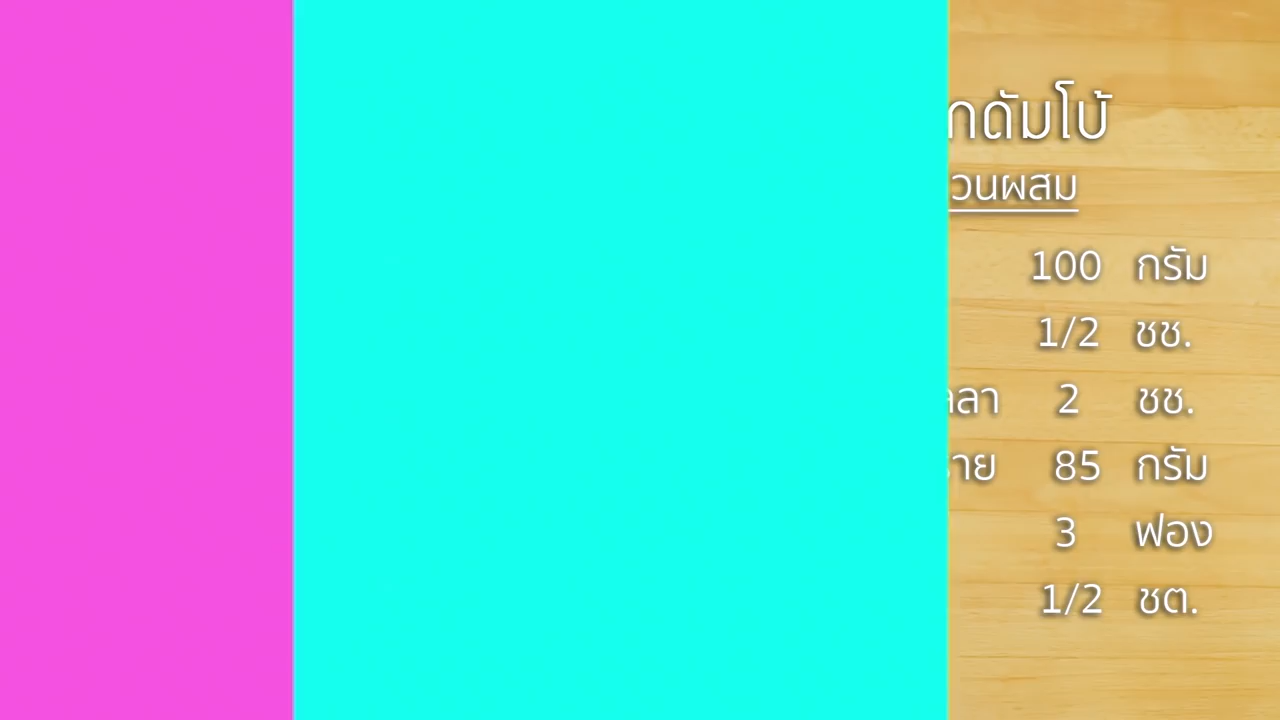 กดัมโบ้
วนผสม
100 กรัม
1/2 ชช.
ลา 2 ชช.
าย 85 กรัม
3 ฟอง
1/2 ชต.